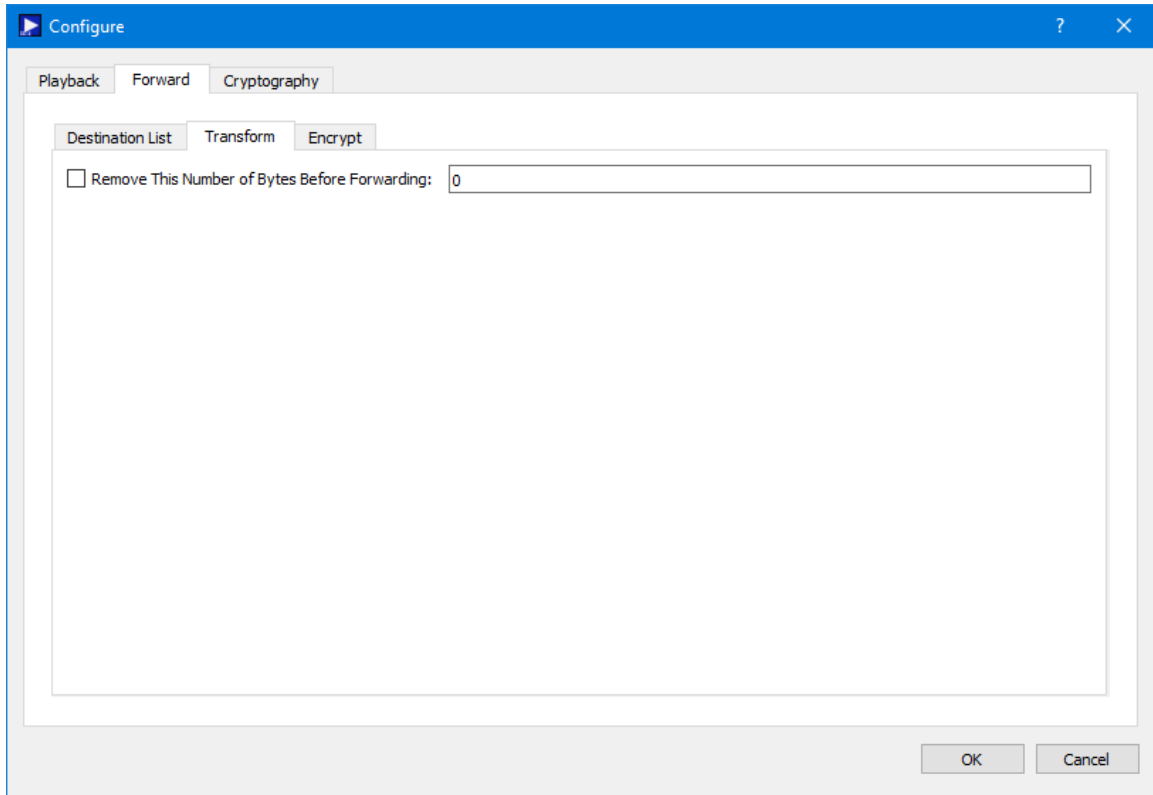 Configure
Playback Forward Cryptography
Destination List Transform Encrypt
Remove This Number of Bytes Before Forwarding: 0
OK Cancel